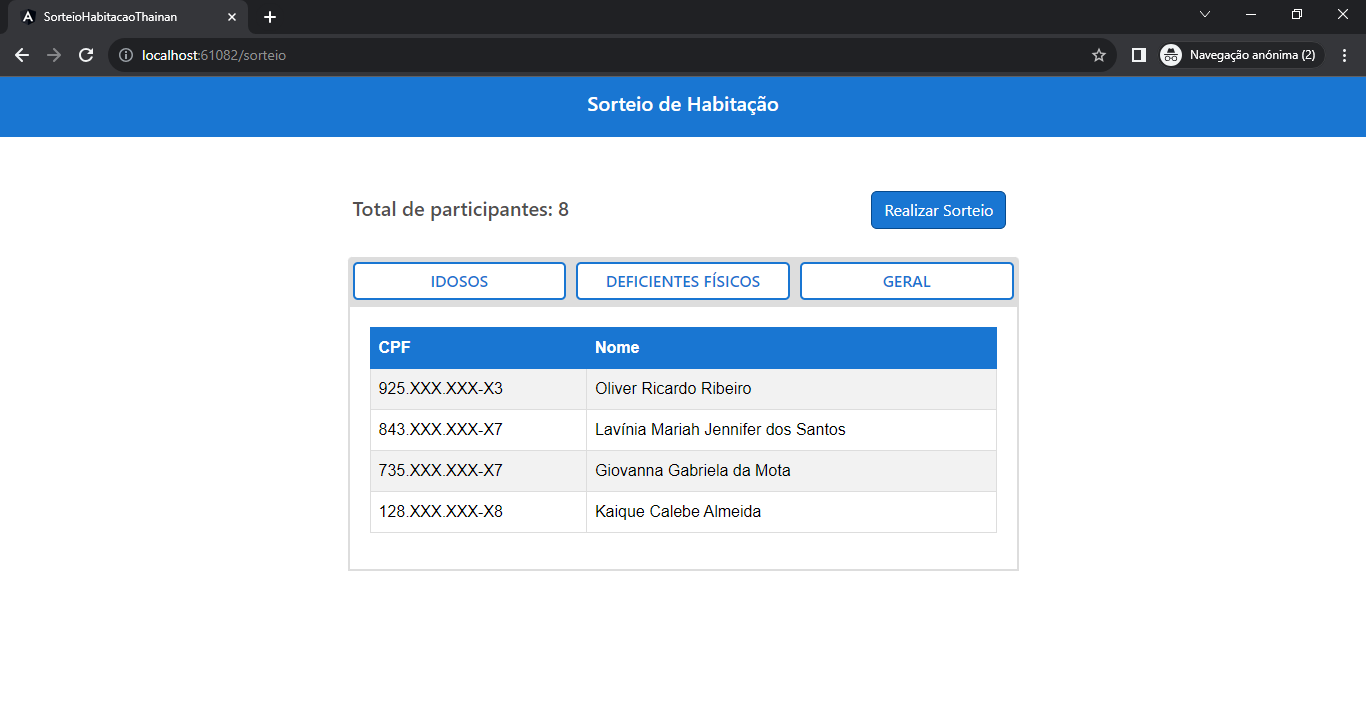 SorteioHabitacaoThainan
localhost:61082/sorteio
Navegação anónima (2)
Sorteio de Habitação
Total de participantes: 8
Realizar Sorteio
IDOSOS DEFICIENTES FÍSICOS GERAL
CPF Nome
925.XXX.XXX-X3 Oliver Ricardo Ribeiro
843.XXX.XXX-X7 Lavínia Mariah Jennifer dos Santos
735.XXX.XXX-X7 Giovanna Gabriela da Mota
128.XXX.XXX-X8 Kaique Calebe Almeida